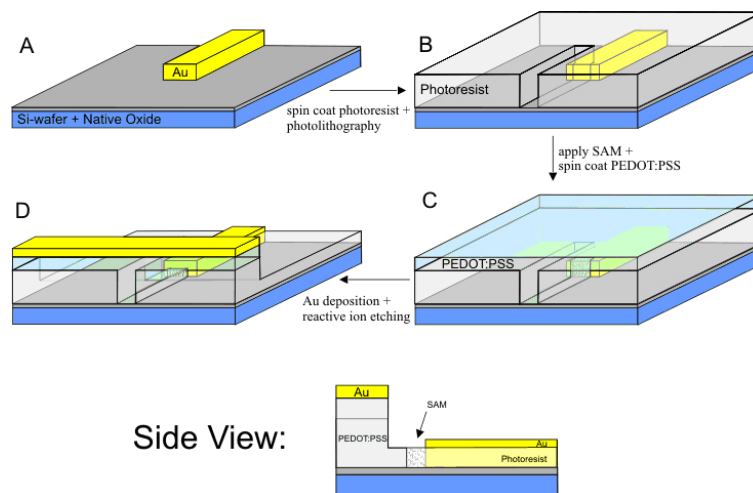 A
Au
Si-wafer + Native Oxide
spin coat photoresist +
photolithography
B
Photoresist
apply SAM +
spin coat PEDOT:PSS
C
PEDOT:PSS
Au deposition +
reactive ion etching
D
Side View:
Au
SAM
PEDOT:PSS
Au
Photoresist